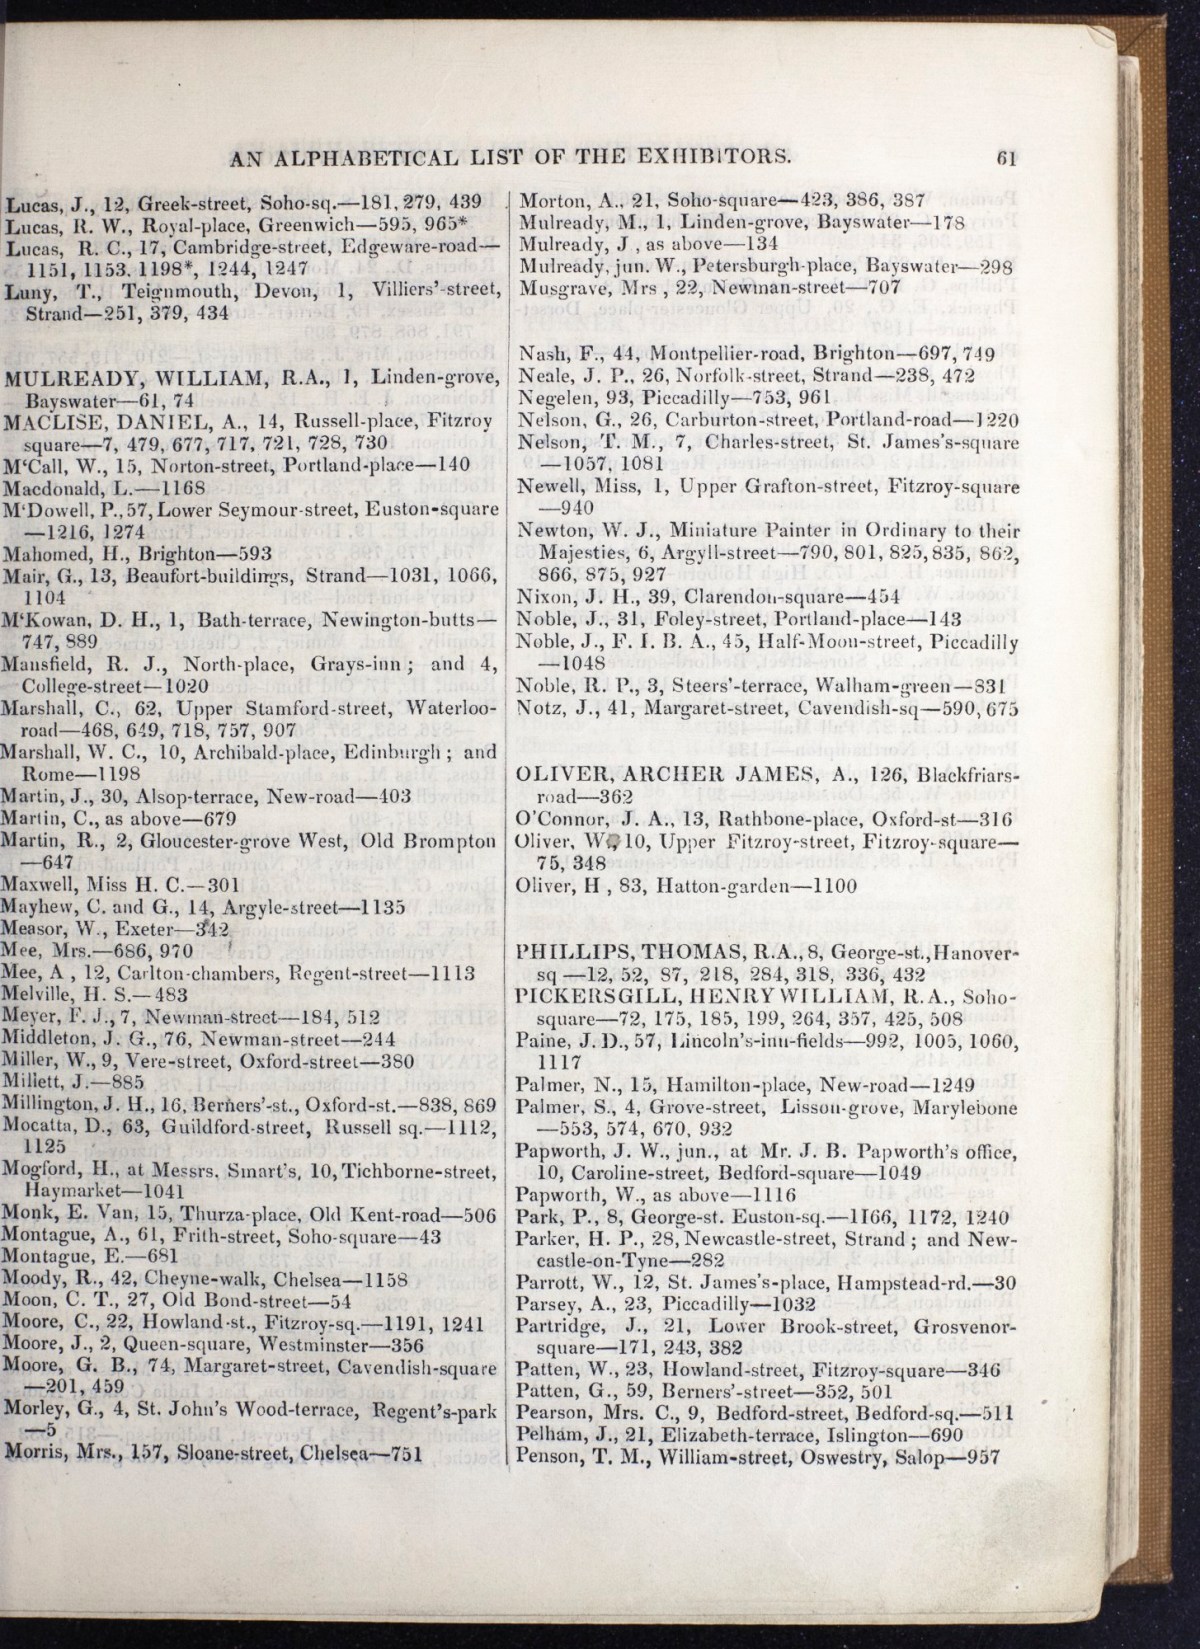 AN ALPHABETICAL LIST OF THE EXHIBITORS. 61
Lucas, J., 12, Greek-street, Soho-sq.—181, 279, 439
Lucas, R. W., Royal-place, Greenwich—595, 965*
Lucas, R. C., 17, Cambridge-street, Edgeware-road—
1151, 1153. 1198*, 1244, 1247
Luny, T., Teignmouth, Devon, 1, Villiers'-street,
Strand—251, 379, 434
MULREADY, WILLIAM, R.A., 1, Linden-grove,
Bayswater—61, 74
MACLISE, DANIEL, A., 14, Russell-place, Fitzroy
square—7, 479, 677, 717, 721, 728, 730
M'Call, W., 15, Norton-street, Portland-place—140
Macdonald, L.—1168
M'Dowell, P., 57, Lower Seymour-street, Euston-square
—1216, 1274
Mahomed, H., Brighton—593
Mair, G., 13, Beaufort-buildings, Strand—1031, 1066,
1104
M'Kowan, D. H., 1, Bath-terrace, Newington-butts—
747, 889
Mansfield, R. J., North-place, Grays-inn; and 4,
College-street—1020
Marshall, C., 62, Upper Stamford-street, Waterloo-
road—468, 649, 718, 757, 907
Marshall, W. C., 10, Archibald-place, Edinburgh; and
Rome—1198
Martin, J., 30, Alsop-terrace, New-road—403
Martin, C., as above—679
Martin, R., 2, Gloucester-grove West, Old Brompton
—647
Maxwell, Miss H. C.—301
Mayhew, C. and G., 14, Argyle-street—1135
Measor, W., Exeter—342
Mee, Mrs.—686, 970
Mee, A , 12, Carlton-chambers, Regent-street—1113
Melville, H. S.—483
Meyer, F. J., 7, Newman-street—184, 512
Middleton, J. G., 76, Newman-street—244
Miller, W., 9, Vere-street, Oxford-street—380
Millett, J.—885
Millington, J. H., 16, Berners'-st., Oxford-st.—838, 869
Mocatta, D., 63, Guildford-street, Russell sq.—1112,
1125
Mogford, H., at Messrs. Smart's, 10, Tichborne-street,
Haymarket—1041
Monk, E. Van, 15, Thurza-place, Old Kent-road—506
Montague, A., 61, Frith-street, Soho-square—43
Montague, E.—681
Moody, R., 42, Cheyne-walk, Chelsea—1158
Moon, C. T., 27, Old Bond-street—54
Moore, C., 22, Howland-st., Fitzroy-sq.—1191, 1241
Moore, J., 2, Queen-square, Westminster—356
Moore, G. B., 74, Margaret-street, Cavendish-square
—201, 459
Morley, G., 4, St. John's Wood-terrace, Regent's-park
—5
Morris, Mrs., 157, Sloane-street, Chelsea—751
Morton, A., 21, Soho-square—423, 386, 387
Mulready, M., 1, Linden-grove, Bayswater—178
Mulready, J , as above—134
Mulready, jun. W., Petersburgh-place, Bayswater—298
Musgrave, Mrs , 22, Newman-street—707
Nash, F., 44, Montpellier-road, Brighton—697, 749
Neale, J. P., 26, Norfolk-street, Strand—238, 472
Negelen, 93, Piccadilly—753, 961
Nelson, G., 26, Carburton-street, Portland-road—1220
Nelson, T. M., 7, Charles-street, St. James's-square
—1057, 1081
Newell, Miss, 1, Upper Grafton-street, Fitzroy-square
—940
Newton, W. J., Miniature Painter in Ordinary to their
Majesties, 6, Argyll-street—790, 801, 825, 835, 862,
866, 875, 927
Nixon, J. H., 39, Clarendon-square—454
Noble, J., 31, Foley-street, Portland-place—143
Noble, J., F. I. B. A., 45, Half-Moon-street, Piccadilly
—1048
Noble, R. P., 3, Steers'-terrace, Walham-green—831
Notz, J., 41, Margaret-street, Cavendish-sq—590, 675
OLIVER, ARCHER JAMES, A., 126, Blackfriars-
road—362
O'Connor, J. A., 13, Rathbone-place, Oxford-st—316
Oliver, W. 10, Upper Fitzroy-street, Fitzroy-square—
75, 348
Oliver, H , 83, Hatton-garden—1100
PHILLIPS, THOMAS, R.A., 8, George-st., Hanover-
sq —12, 52, 87, 218, 284, 318, 336, 432
PICKERSGILL, HENRY WILLIAM, R.A., Soho-
square—72, 175, 185, 199, 264, 357, 425, 508
Paine, J. D., 57, Lincoln's-inn-fields—992, 1005, 1060,
1117
Palmer, N., 15, Hamilton-place, New-road—1249
Palmer, S., 4, Grove-street, Lisson-grove, Marylebone
—553, 574, 670, 932
Papworth, J. W., jun., at Mr. J. B. Papworth's office,
10, Caroline-street, Bedford-square—1049
Papworth, W., as above—1116
Park, P., 8, George-st. Euston-sq.—1166, 1172, 1240
Parker, H. P., 28, Newcastle-street, Strand; and New-
castle-on-Tyne—282
Parrott, W., 12, St. James's-place, Hampstead-rd.—30
Parsey, A., 23, Piccadilly—1032
Partridge, J., 21, Lower Brook-street, Grosvenor-
square—171, 243, 382
Patten, W., 23, Howland-street, Fitzroy-square—346
Patten, G., 59, Berners'-street—352, 501
Pearson, Mrs. C., 9, Bedford-street, Bedford-sq.—511
Pelham, J., 21, Elizabeth-terrace, Islington—690
Penson, T. M., William-street, Oswestry, Salop—957